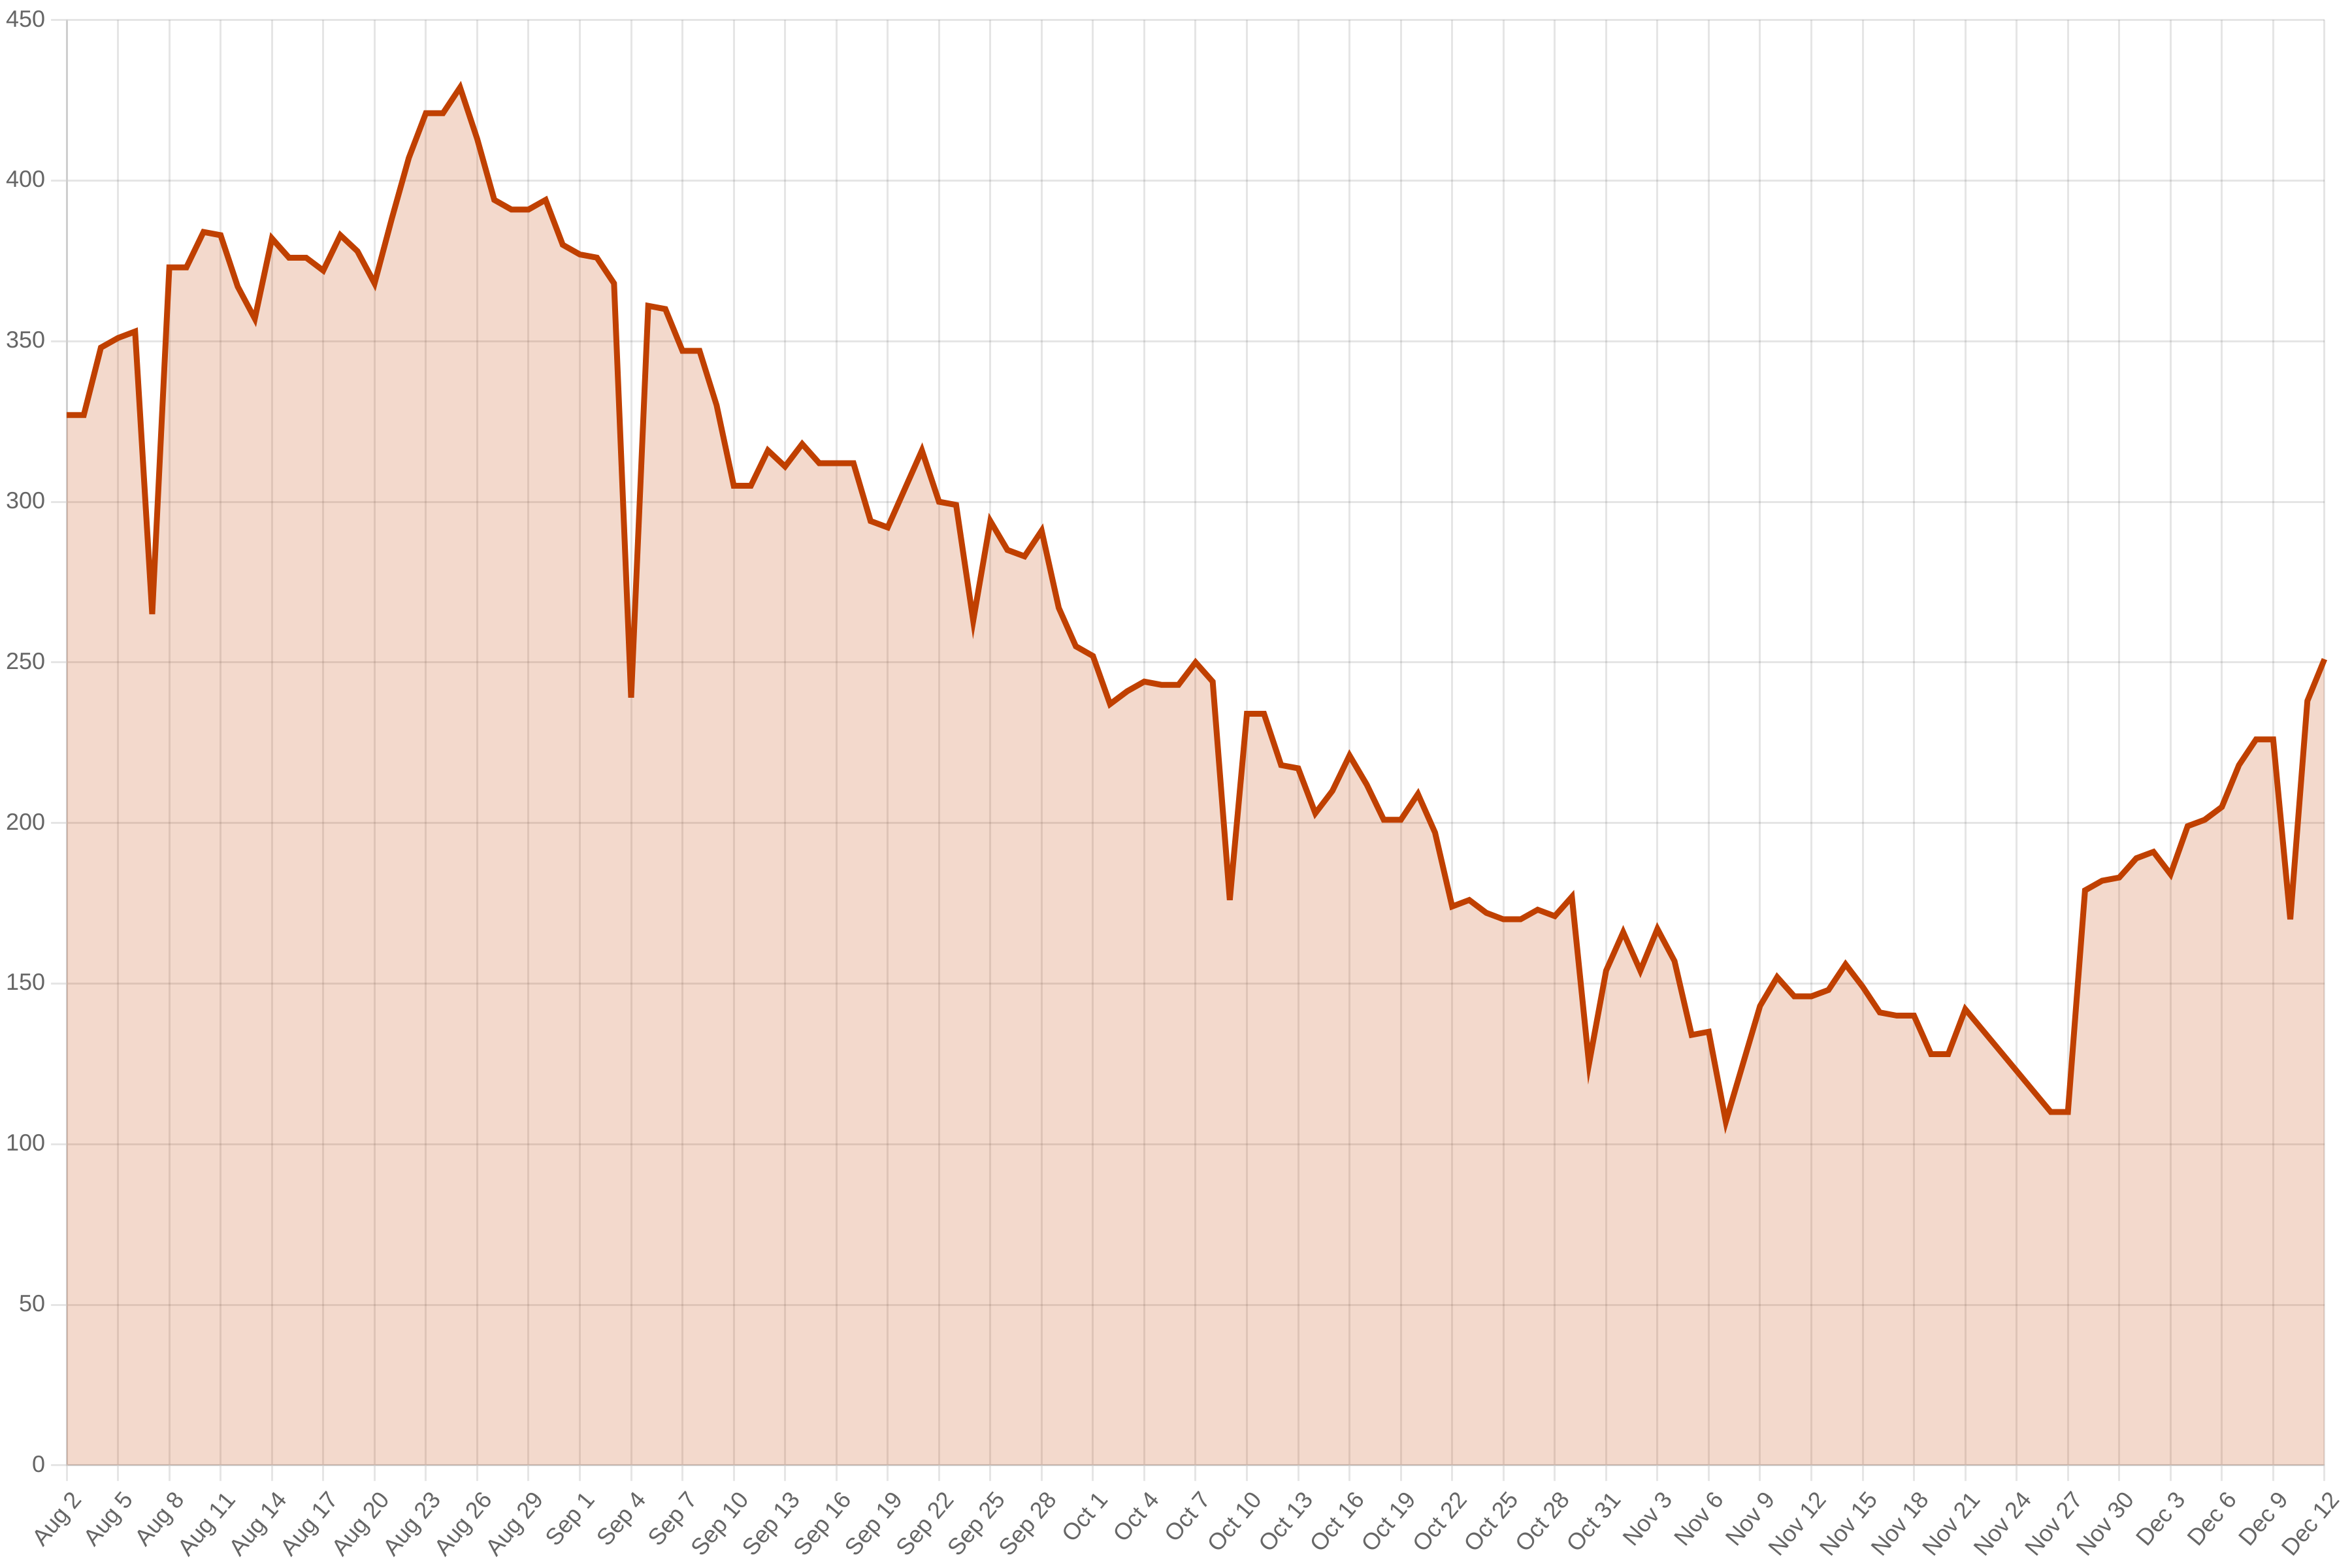 450
400
350
300
250
200
150
100
50
0
Aug 2
Aug 5
Aug 8
Aug 11
Aug 14
Aug 17
Aug 20
Aug 23
Aug 26
Aug 29
Sep 1
Sep 4
Sep 7
Sep 10
Sep 13
Sep 16
Sep 19
Sep 22
Sep 25
Sep 28
Oct 1
Oct 4
Oct 7
Oct 10
Oct 13
Oct 16
Oct 19
Oct 22
Oct 25
Oct 28
Oct 31
Nov 3
Nov 6
Nov 9
Nov 12
Nov 15
Nov 18
Nov 21
Nov 24
Nov 27
Nov 30
Dec 3
Dec 6
Dec 9
Dec 12